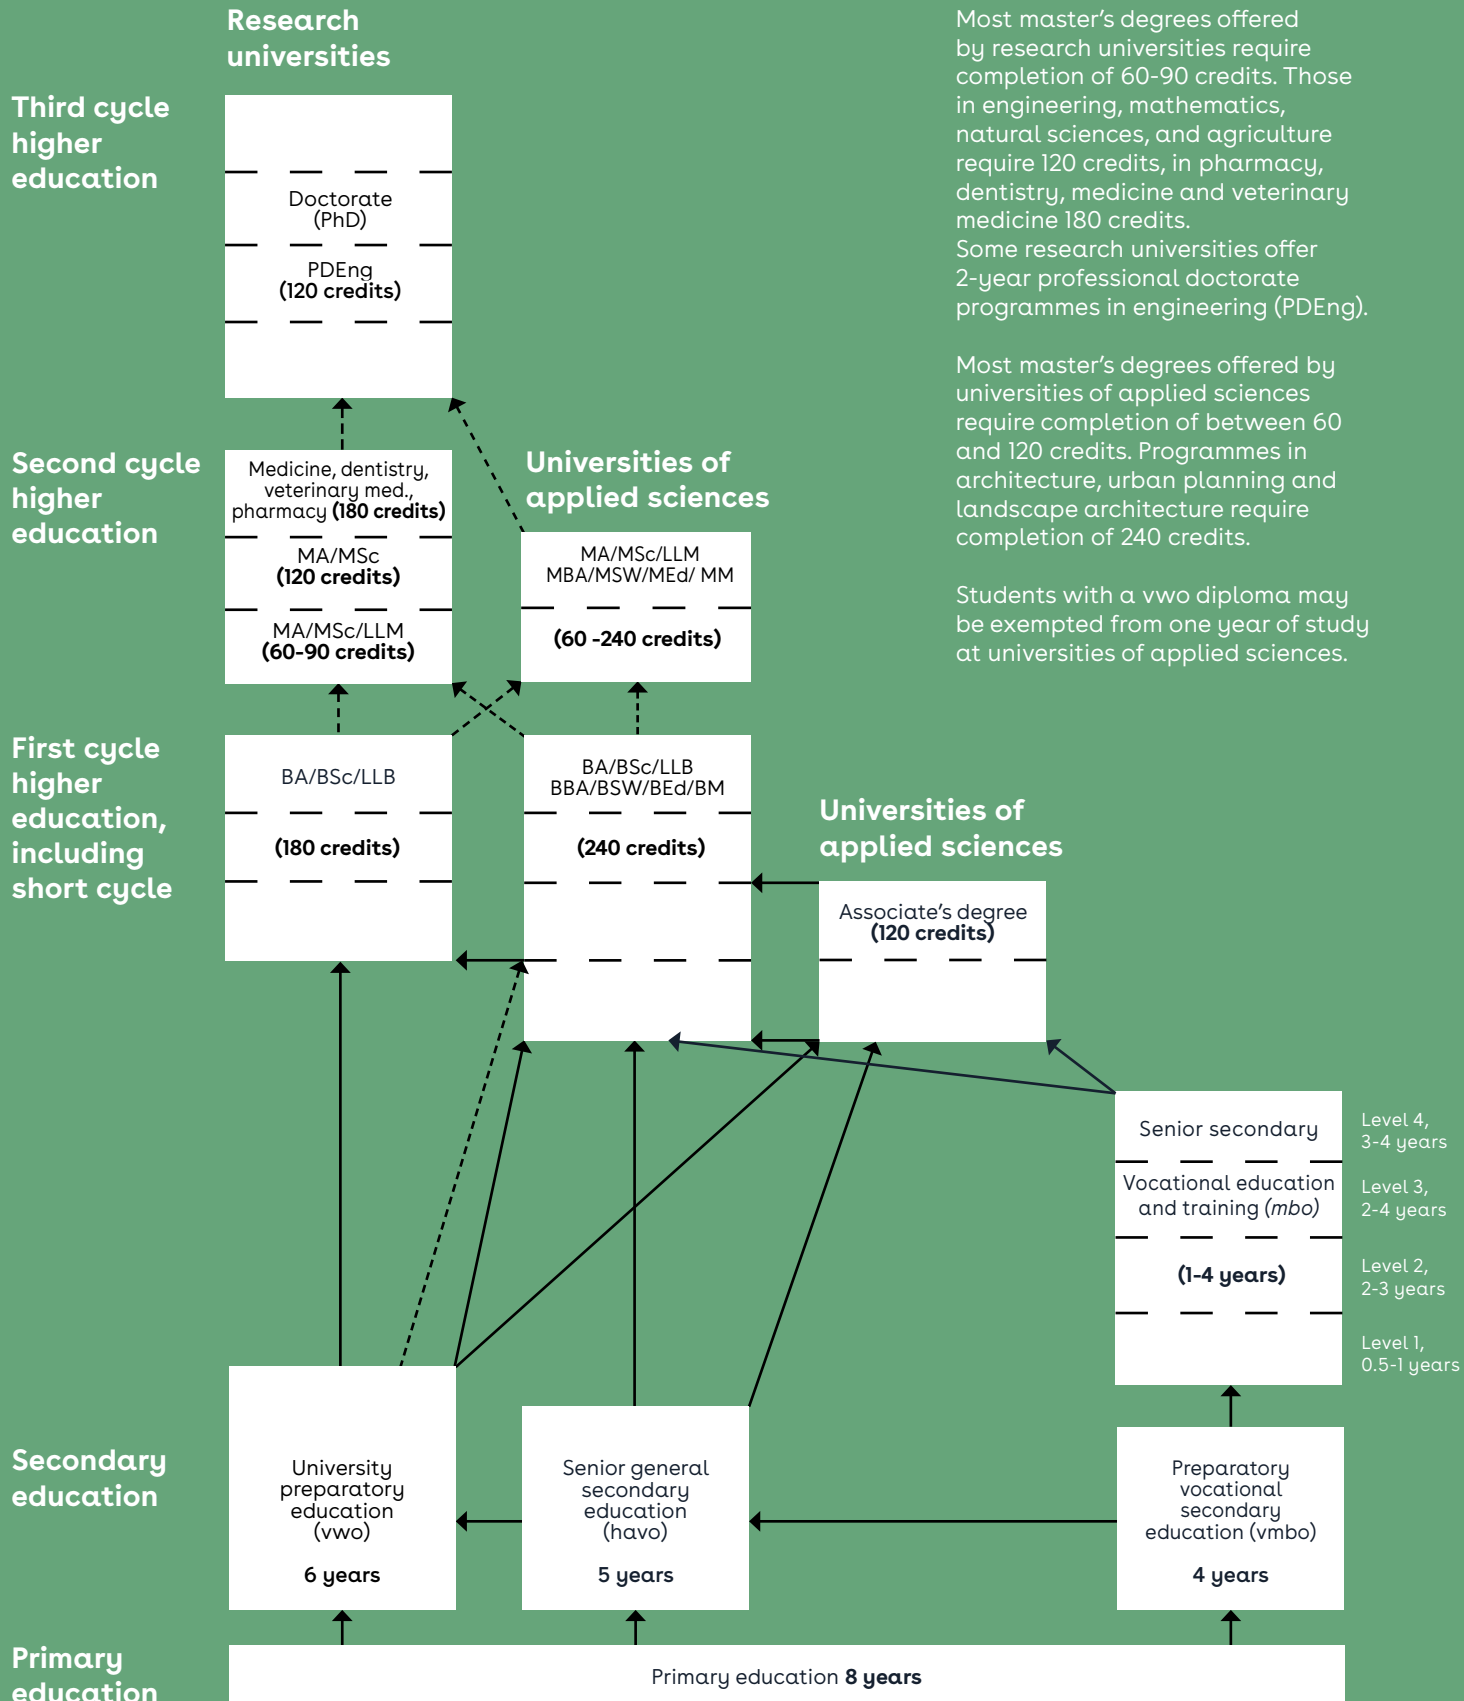 Research
universities
Third cycle
higher
education
Doctorate
(PhD)
PDEng
(120 credits)
Most master's degrees offered
by research universities require
completion of 60-90 credits. Those
in engineering, mathematics,
natural sciences, and agriculture
require 120 credits, in pharmacy,
dentistry, medicine and veterinary
medicine 180 credits.
Some research universities offer
2-year professional doctorate
programmes in engineering (PDEng).
Most master's degrees offered by
universities of applied sciences
require completion of between 60
and 120 credits. Programmes in
architecture, urban planning and
landscape architecture require
completion of 240 credits.
Students with a vwo diploma may
be exempted from one year of study
at universities of applied sciences.
Second cycle
higher
education
Medicine, dentistry,
veterinary med.,
pharmacy (180 credits)
MA/MSc
(120 credits)
MA/MSc/LLM
(60-90 credits)
Universities of
applied sciences
MA/MSc/LLM
MBA/MSW/MEd/ MM
(60 -240 credits)
First cycle
higher
education,
including
short cycle
BA/BSc/LLB
(180 credits)
BA/BSc/LLB
BBA/BSW/BEd/BM
(240 credits)
Universities of
applied sciences
Associate's degree
(120 credits)
Senior secondary
Vocational education
and training (mbo)
(1-4 years)
Level 4,
3-4 years
Level 3,
2-4 years
Level 2,
2-3 years
Level 1,
0.5-1 years
Secondary
education
University
preparatory
education
(vwo)
6 years
Senior general
secondary
education
(havo)
5 years
Preparatory
vocational
secondary
education (vmbo)
4 years
Primary
education
Primary education 8 years